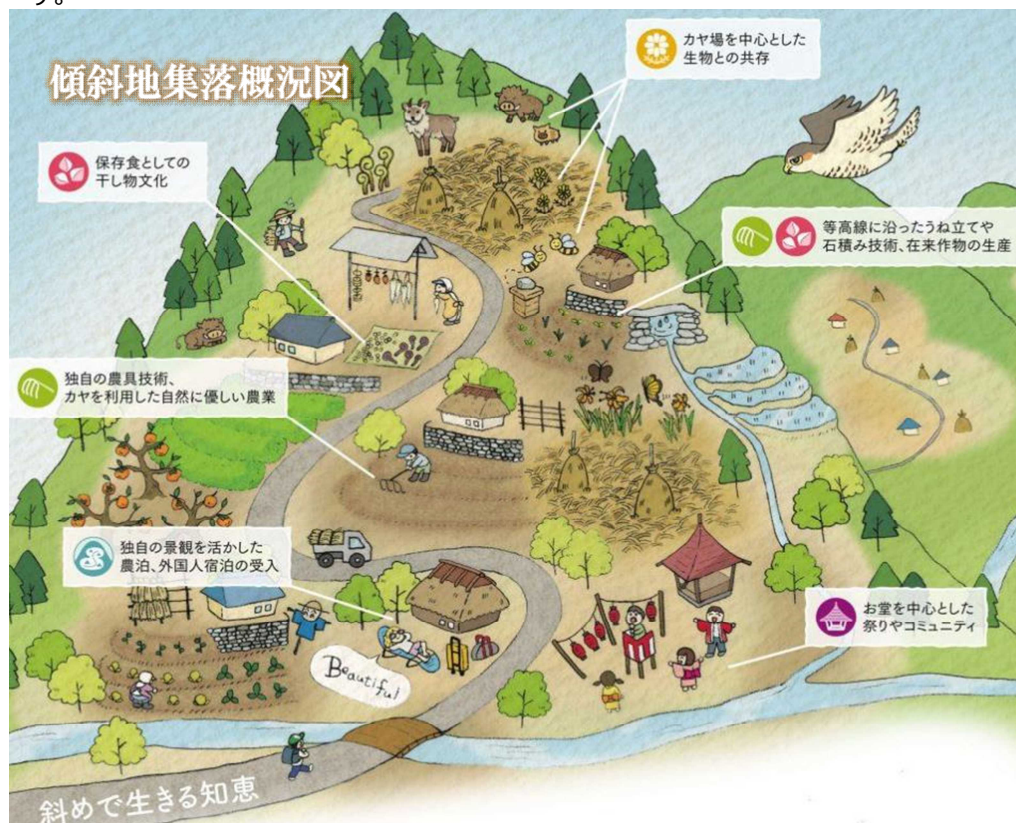 す。
傾斜地集落概況図
カヤ場を中心とした
生物との共存
保存食としての
干し物文化
等高線に沿ったうね立てや
石積み技術、在来作物の生産
独自の農具技術、
カヤを利用した自然に優しい農業
独自の景観を活かした
農泊、外国人宿泊の受入
お堂を中心とした
祭りやコミュニティ
Beautiful
斜めで生きる知恵